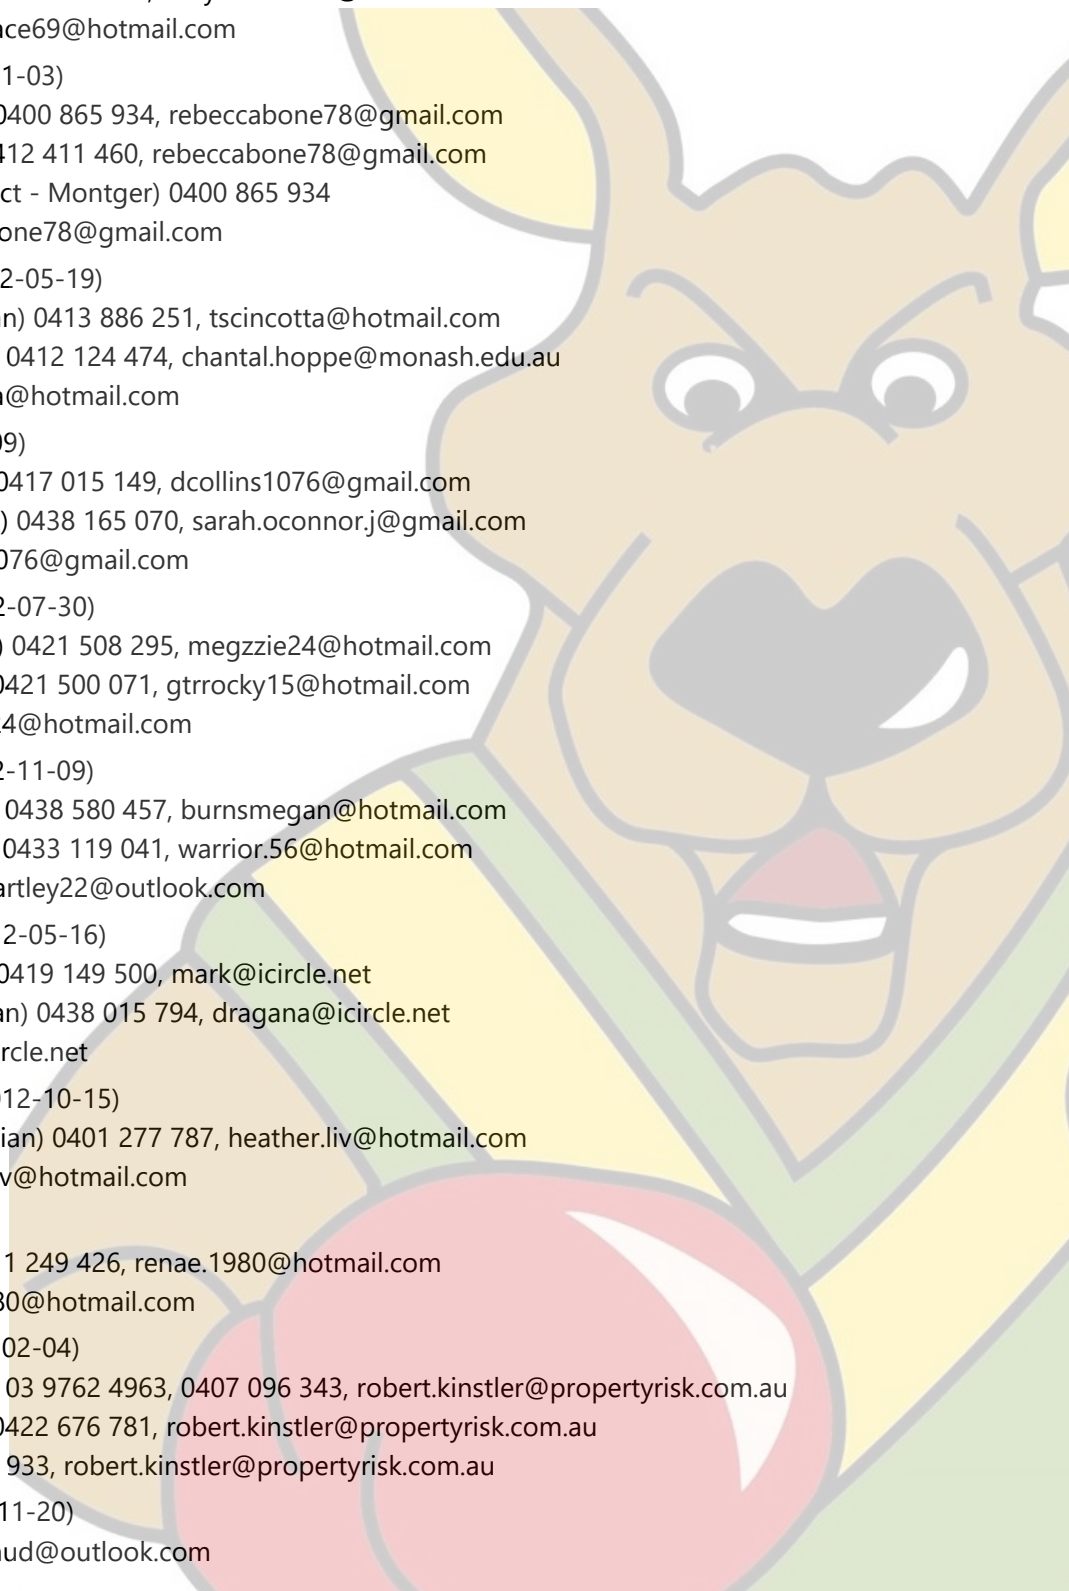 ce69@hotmail.com
1-03)
0400 865 934, rebeccabone78@gmail.com
412 411 460, rebeccabone78@gmail.com
ct - Montger) 0400 865 934
one78@gmail.com
2-05-19)
n) 0413 886 251, tscincotta@hotmail.com
0412 124 474, chantal.hoppe@monash.edu.au
a@hotmail.com
09)
0417 015 149, dcollins1076@gmail.com
) 0438 165 070, sarah.oconnor.j@gmail.com
076@gmail.com
2-07-30)
) 0421 508 295, megzzie24@hotmail.com
0421 500 071, gtrrocky15@hotmail.com
24@hotmail.com
2-11-09)
0438 580 457, burnsmegan@hotmail.com
0433 119 041, warrior.56@hotmail.com
artley22@outlook.com
12-05-16)
0419 149 500, mark@icircle.net
an) 0438 015 794, dragana@icircle.net
rcle.net
12-10-15)
ian) 0401 277 787, heather.liv@hotmail.com
v@hotmail.com
1 249 426, renae.1980@hotmail.com
80@hotmail.com
02-04)
03 9762 4963, 0407 096 343, robert.kinstler@propertyrisk.com.au
0422 676 781, robert.kinstler@propertyrisk.com.au
933, robert.kinstler@propertyrisk.com.au
11-20)
aud@outlook.com